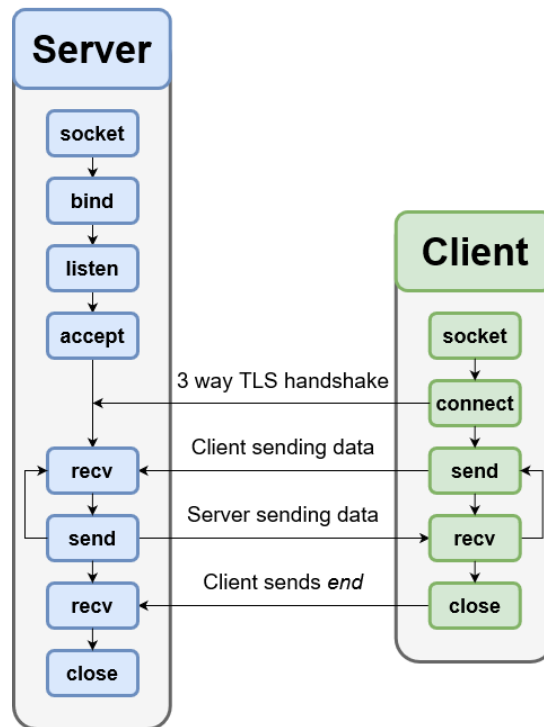 Server
socket
bind
listen
accept
recv
send
recv
close
3 way TLS handshake
Client sending data
Server sending data
Client sends end
Client
socket
connect
send
recv
close